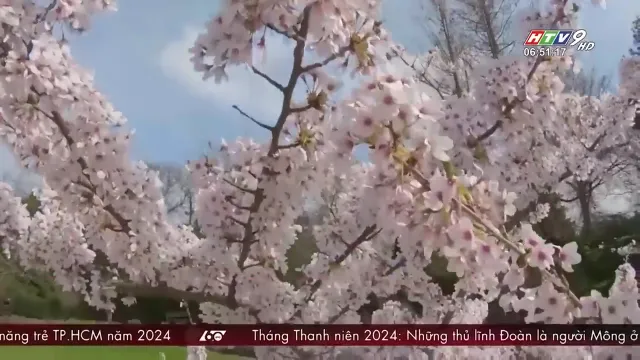 HTV9 HD
06:51:17
năng trẻ TP.HCM năm 2024 60 Tháng Thanh niên 2024: Những thủ lĩnh Đoàn là người Mông ở